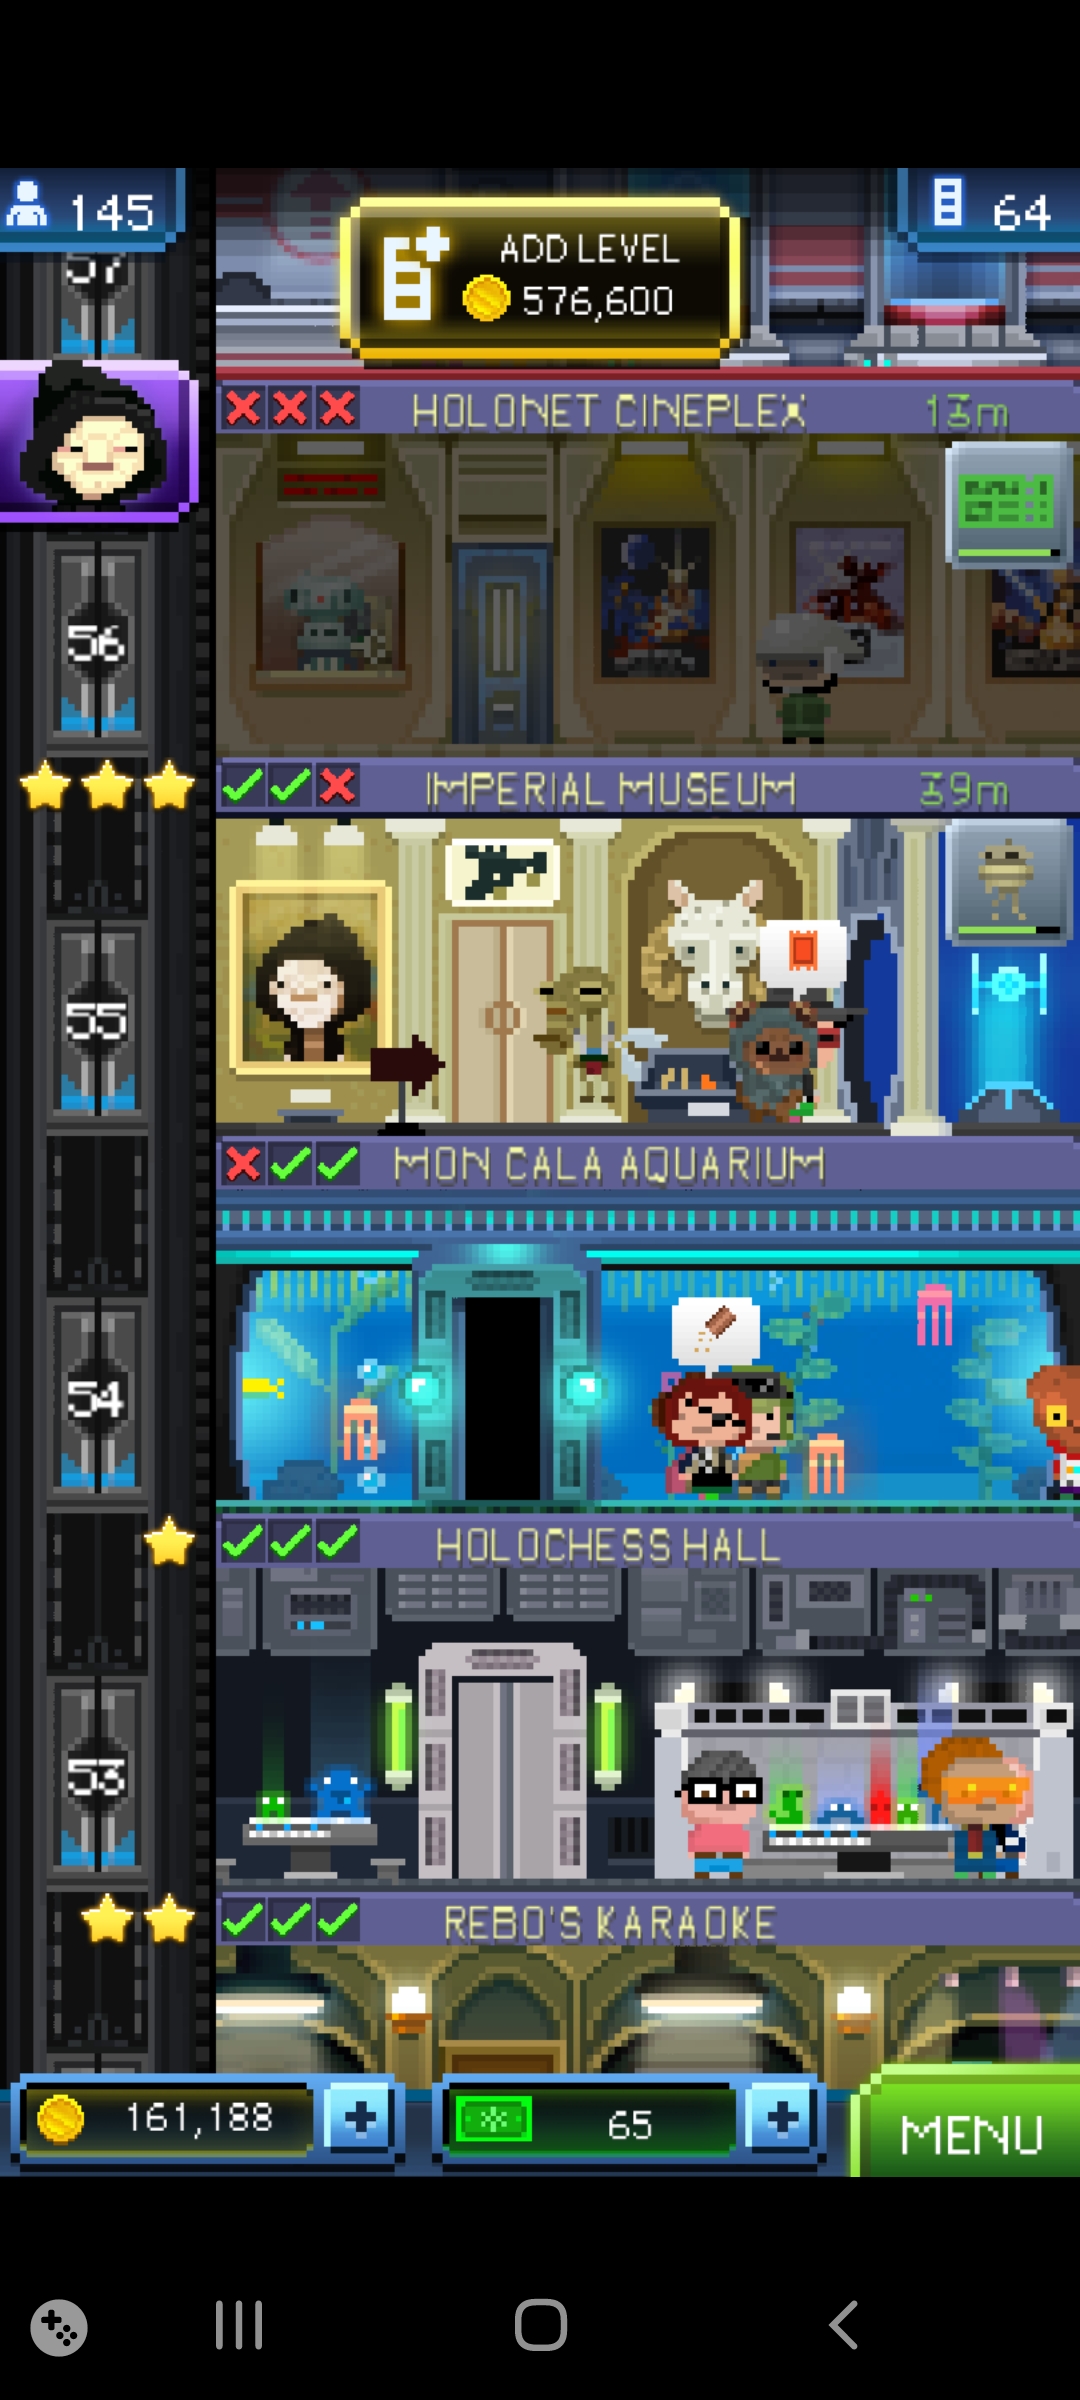 145
64
ADD LEVEL
576,600
57
HOLONET CINEPLEX 13m
56
IMPERIAL MUSEUM 39m
55
MON CALA AQUARIUM
54
HOLOCHESS HALL
53
REBO'S KARAOKE
161,188
65
MENU